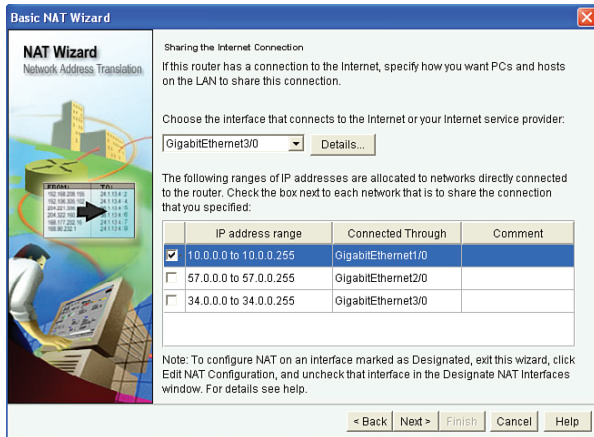 Basic NAT Wizard
NAT Wizard
Network Address Translation
FROM: TO:
Sharing the Internet Connection
If this router has a connection to the Internet, specify how you want PCs and hosts
on the LAN to share this connection.
Choose the interface that connects to the Internet or your Internet service provider:
GigabitEthernet3/0 Details...
The following ranges of IP addresses are allocated to networks directly connected
to the router. Check the box next to each network that is to share the connection
that you specified:
IP address range Connected Through Comment
10.0.0.0 to 10.0.0.255 GigabitEthernet1/0
57.0.0.0 to 57.0.0.255 GigabitEthernet2/0
34.0.0.0 to 34.0.0.255 GigabitEthernet3/0
Note: To configure NAT on an interface marked as Designated, exit this wizard, click
Edit NAT Configuration, and uncheck that interface in the Designate NAT Interfaces
window. For details see help.
< Back Next > Finish Cancel Help